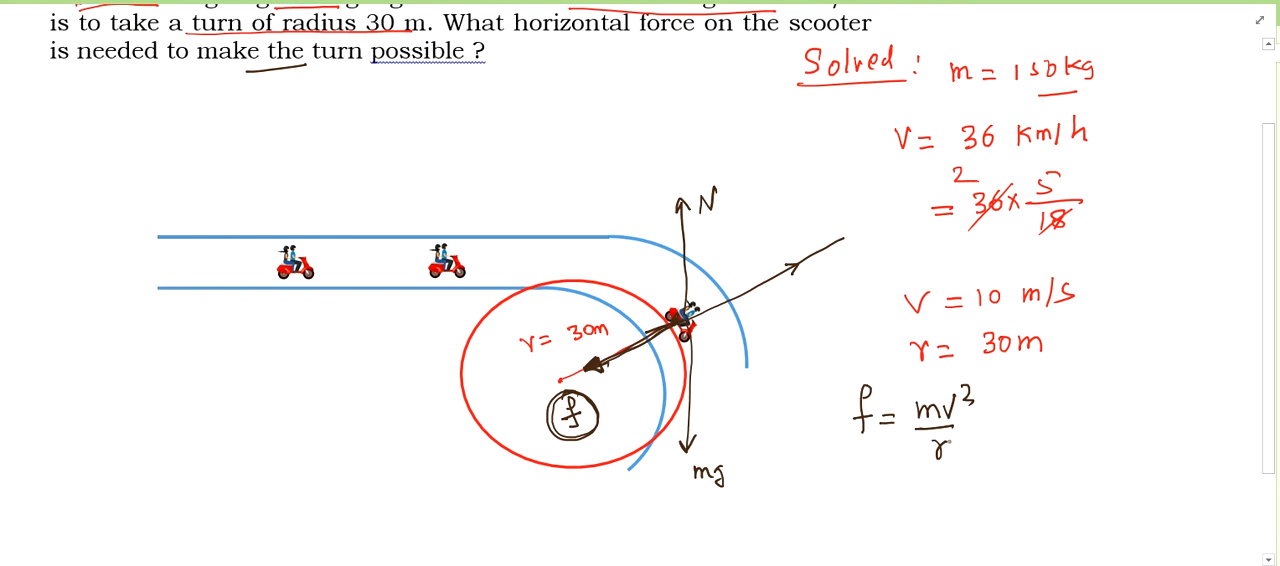 is to take a turn of radius 30 m. What horizontal force on the scooter
is needed to make the turn possible ?
Solved : m = 150 kg
V = 36 Km/h
2
= 36 × 5/18
N
V = 10 m/s
r = 30m
r = 30m
f
f = mv²/r
mg